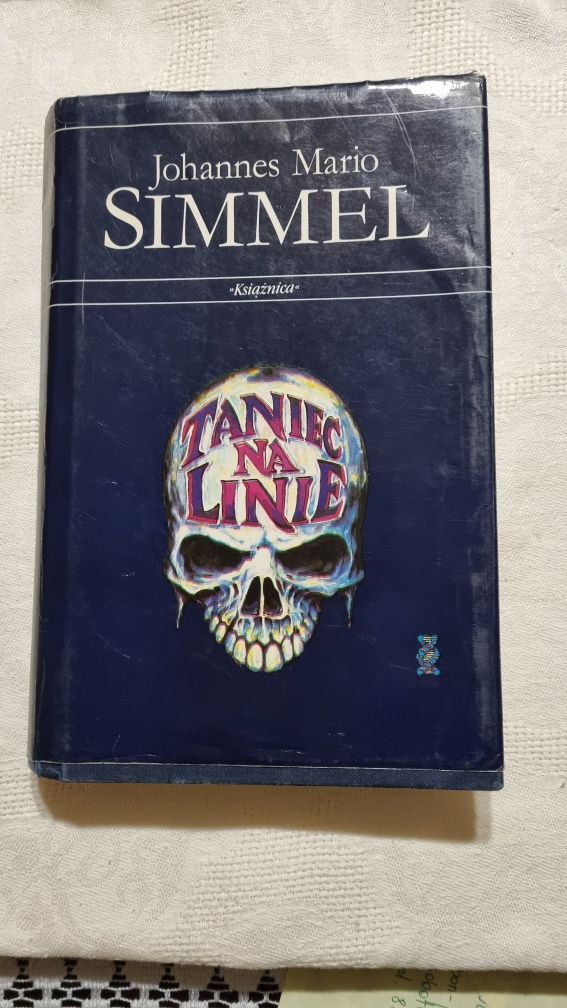 Johannes Mario
SIMMEL
»Książnica«
TANIEC
NA
LINIE